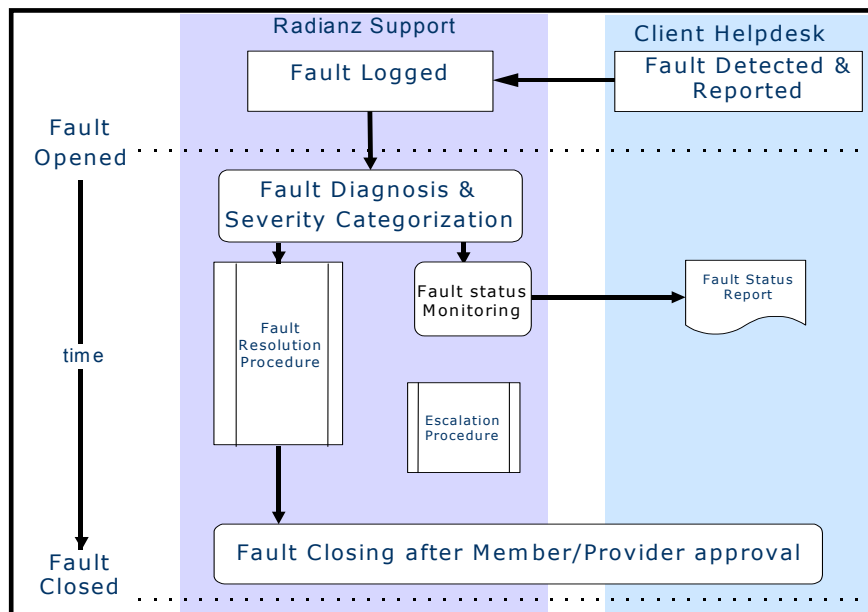 Radianz Support
Client Helpdesk
Fault Logged
Fault Detected &
Reported
Fault
Opened
Fault Diagnosis &
Severity Categorization
Fault status
Monitoring
Fault Status
Report
Fault
Resolution
Procedure
time
Escalation
Procedure
Fault Closing after Member/Provider approval
Fault
Closed